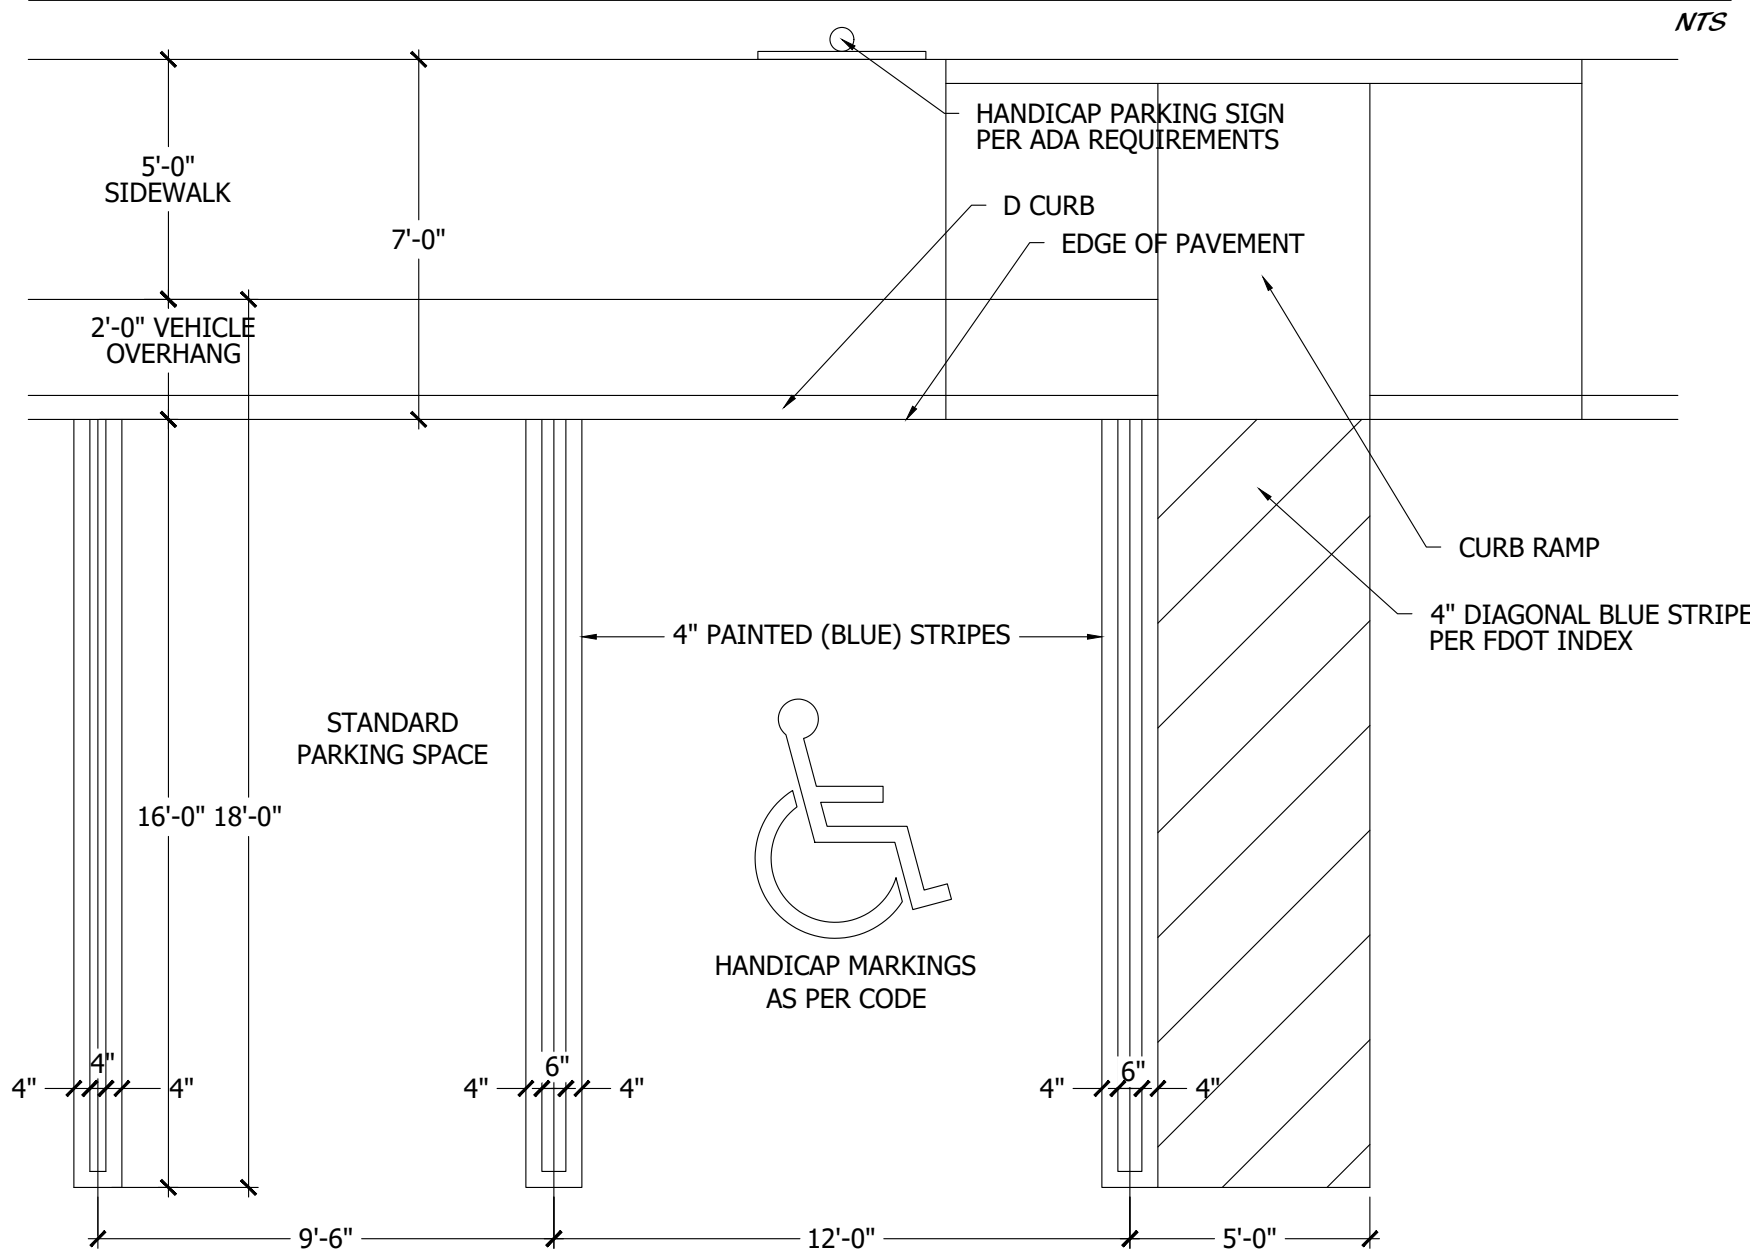 NTS
HANDICAP PARKING SIGN
PER ADA REQUIREMENTS
5'-0"
SIDEWALK
D CURB
7'-0"
EDGE OF PAVEMENT
2'-0" VEHICLE
OVERHANG
CURB RAMP
4" DIAGONAL BLUE STRIPE
PER FDOT INDEX
4" PAINTED (BLUE) STRIPES
STANDARD
PARKING SPACE
16'-0" 18'-0"
HANDICAP MARKINGS
AS PER CODE
4" 4" 4"
4" 6" 4"
4" 6" 4"
9'-6" 12'-0" 5'-0"